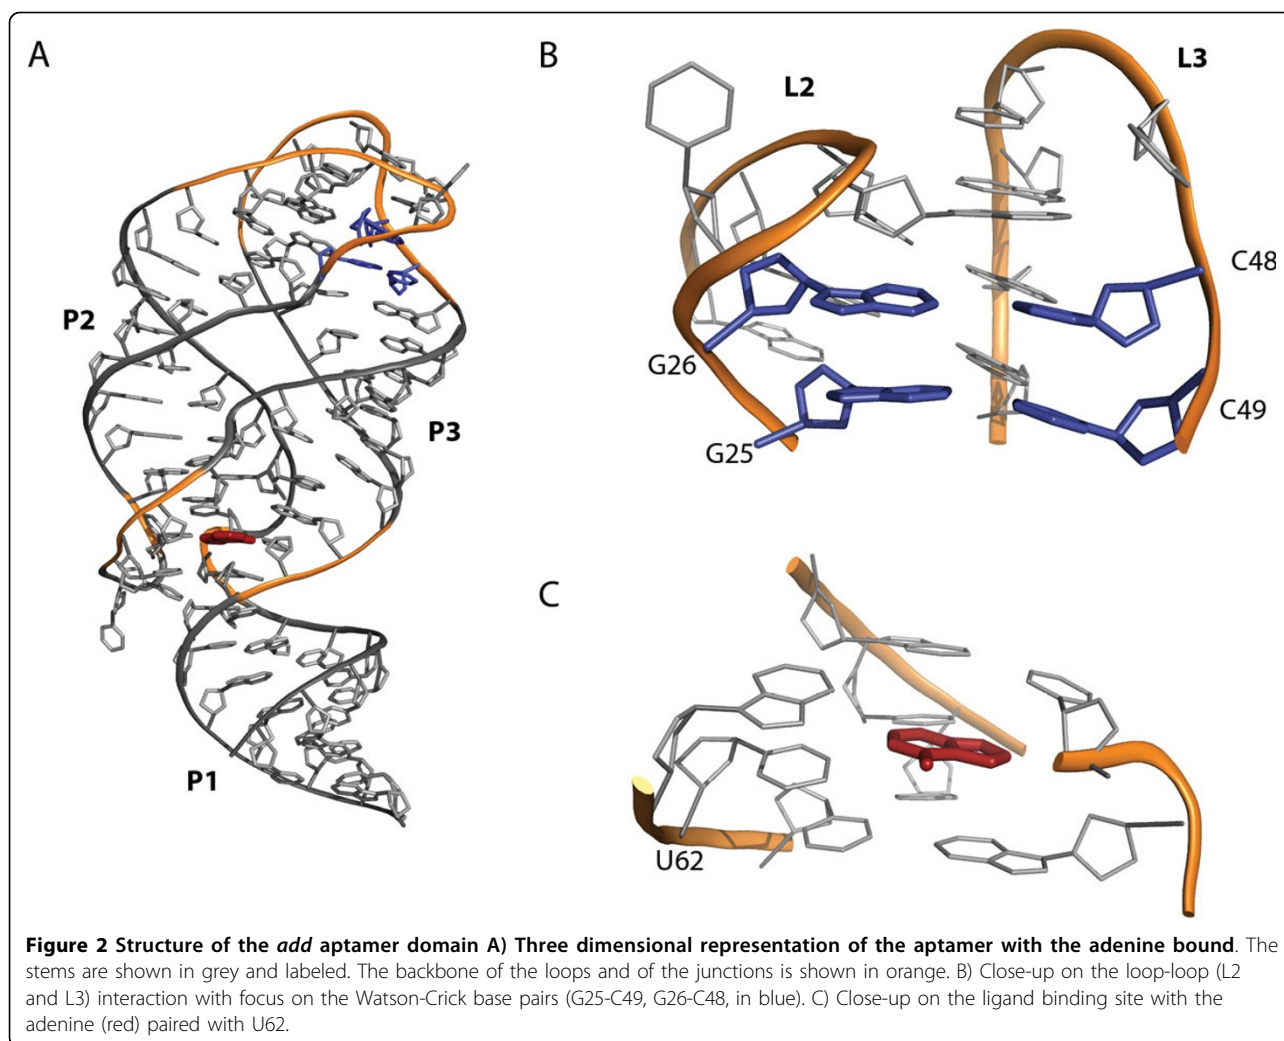 A
P2
P3
P1
B
L2
L3
C48
G26
C49
G25
C
U62
Figure 2 Structure of the add aptamer domain A) Three dimensional representation of the aptamer with the adenine bound. The
stems are shown in grey and labeled. The backbone of the loops and of the junctions is shown in orange. B) Close-up on the loop-loop (L2
and L3) interaction with focus on the Watson-Crick base pairs (G25-C49, G26-C48, in blue). C) Close-up on the ligand binding site with the
adenine (red) paired with U62.